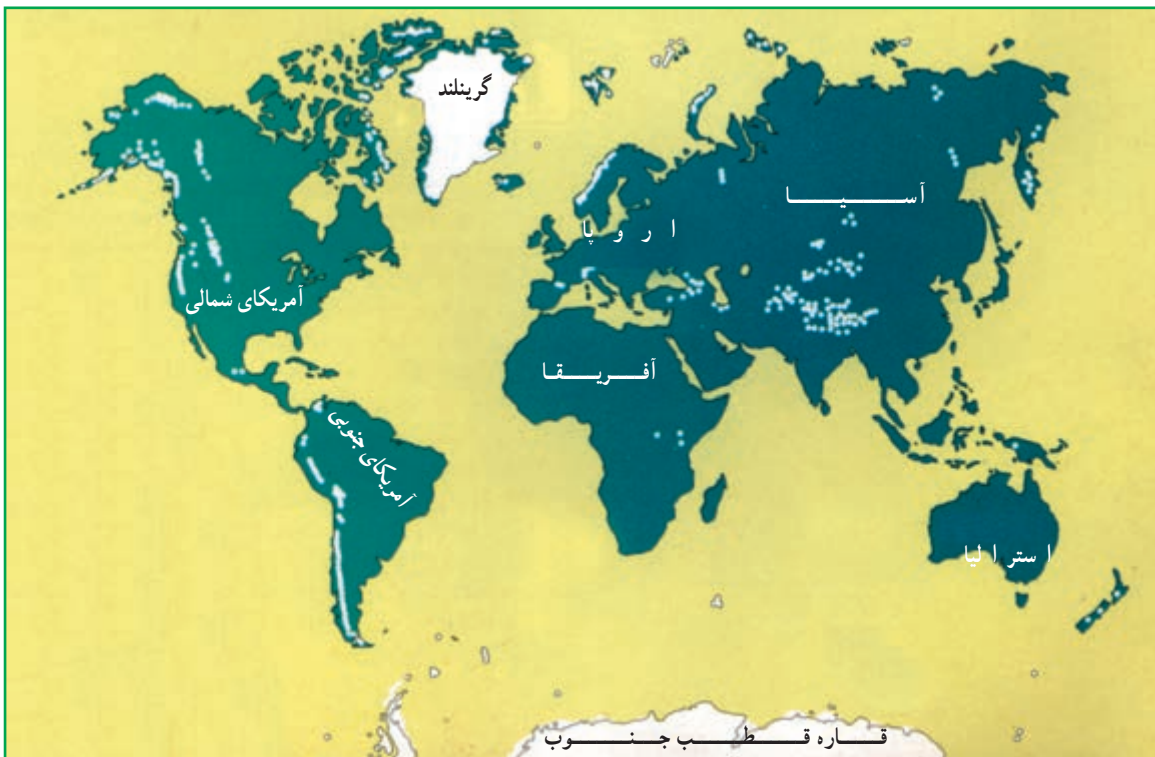 گرینلند
آسیا
اروپا
آمریکای شمالی
آفریقا
آمریکای جنوبی
استرالیا
قاره قطب جنوب